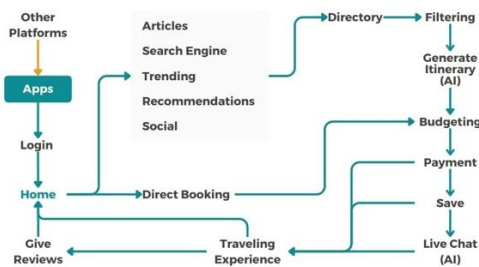 Other
Platforms
Apps
Login
Home
Articles
Search Engine
Trending
Recommendations
Social
Direct Booking
Directory
Filtering
Generate
Itinerary
(AI)
Budgeting
Payment
Save
Live Chat
(AI)
Traveling
Experience
Give
Reviews